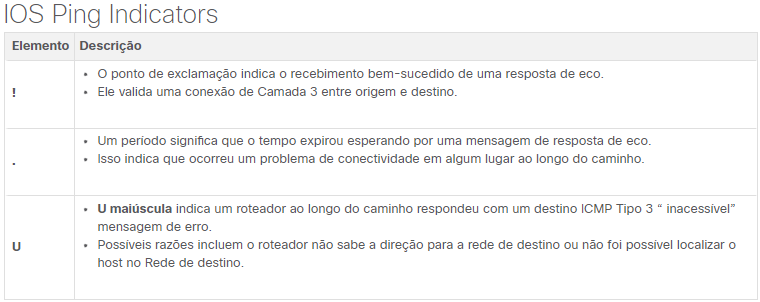 IOS Ping Indicators
Elemento Descrição
! • O ponto de exclamação indica o recebimento bem-sucedido de uma resposta de eco.
• Ele valida uma conexão de Camada 3 entre origem e destino.
. • Um período significa que o tempo expirou esperando por uma mensagem de resposta de eco.
• Isso indica que ocorreu um problema de conectividade em algum lugar ao longo do caminho.
U • U maiúscula indica um roteador ao longo do caminho respondeu com um destino ICMP Tipo 3 “ inacessível”
mensagem de erro.
• Possíveis razões incluem o roteador não sabe a direção para a rede de destino ou não foi possível localizar o
host no Rede de destino.